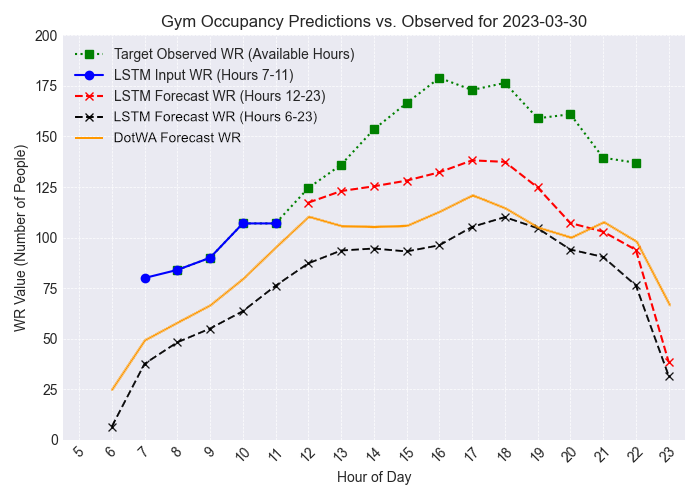 Gym Occupancy Predictions vs. Observed for 2023-03-30
200
175
150
125
100
75
50
25
0
WR Value (Number of People)
Target Observed WR (Available Hours)
LSTM Input WR (Hours 7-11)
LSTM Forecast WR (Hours 12-23)
LSTM Forecast WR (Hours 6-23)
DotWA Forecast WR
5 6 7 8 9 10 11 12 13 14 15 16 17 18 19 20 21 22 23
Hour of Day